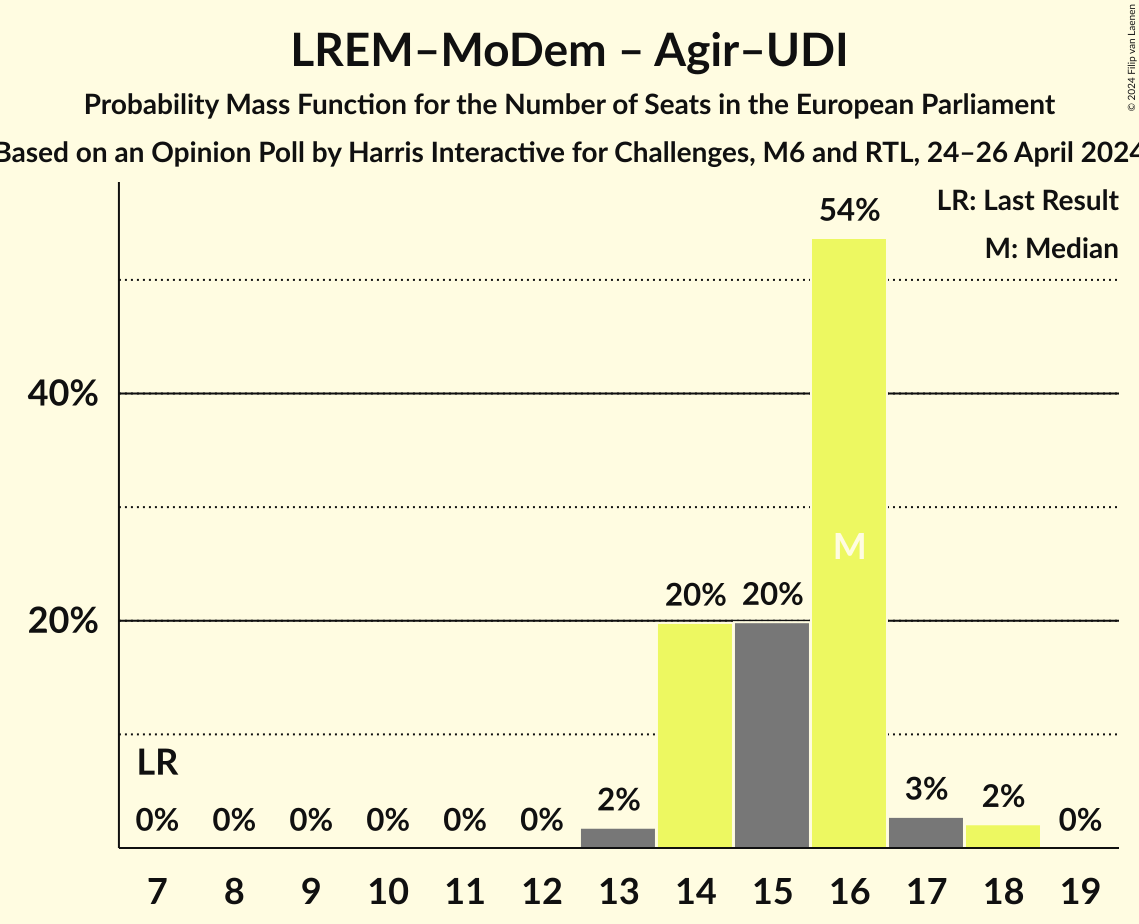 LREM–MoDem – Agir–UDI
Probability Mass Function for the Number of Seats in the European Parliament
Based on an Opinion Poll by Harris Interactive for Challenges, M6 and RTL, 24–26 April 2024
© 2024 Filip van Laenen
LR: Last Result
M: Median
54%
40%
M
20% 20%
20%
LR
0% 0% 0% 0% 0% 0% 2% 3% 2% 0%
7 8 9 10 11 12 13 14 15 16 17 18 19